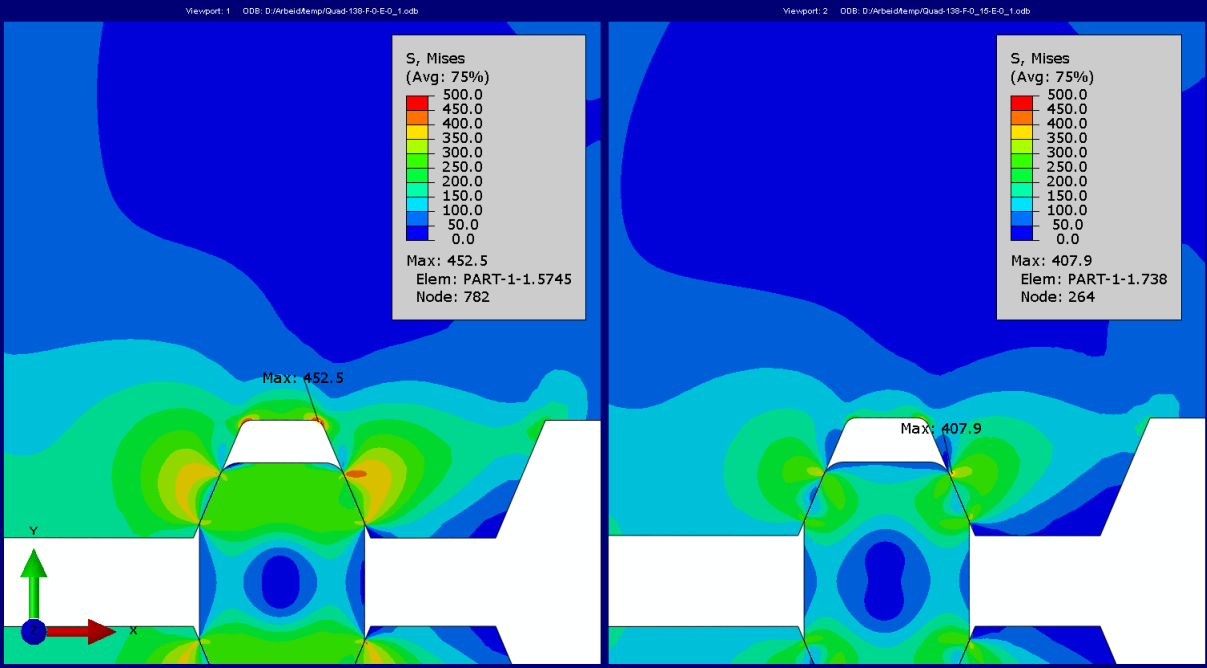 Viewport: 1 ODB: D:/Arbeid/temp/Quad-138-F-0-E-0_1.odb
S, Mises
(Avg: 75%)
500.0
450.0
400.0
350.0
300.0
250.0
200.0
150.0
100.0
50.0
0.0
Max: 452.5
Elem: PART-1-1.5745
Node: 782
Max: 452.5
Y
Z
X
Viewport: 2 ODB: D:/Arbeid/temp/Quad-138-F-0_15-E-0_1.odb
S, Mises
(Avg: 75%)
500.0
450.0
400.0
350.0
300.0
250.0
200.0
150.0
100.0
50.0
0.0
Max: 407.9
Elem: PART-1-1.738
Node: 264
Max: 407.9